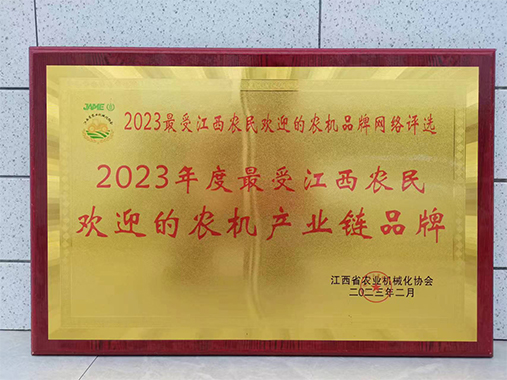 JAME
2023最受江西农民欢迎的农机品牌网络评选
2023年度最受江西农民
欢迎的农机产业链品牌
江西省农业机械化协会
二〇二三年二月